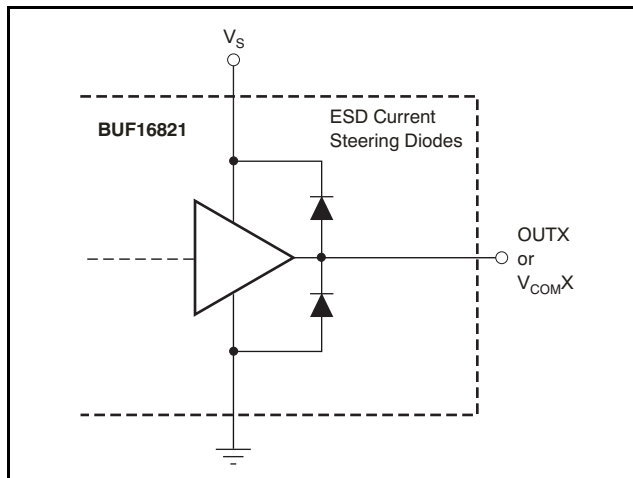 V_S
BUF16821
ESD Current
Steering Diodes
OUTX
or
V_COMX